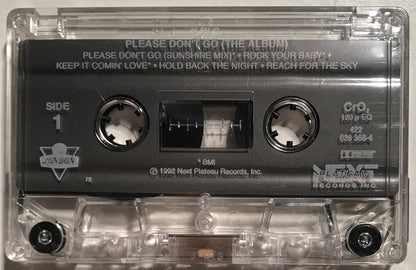 PLEASE DON'T GO (THE ALBUM)
PLEASE DON'T GO (SUNSHINE MIX)* • ROCK YOUR BABY* •
KEEP IT COMIN' LOVE* • HOLD BACK THE NIGHT • REACH FOR THE SKY
SIDE
1
CrO₂
120 µ EQ
422
828 368-4
LONDON
* BMI
℗ 1992 Next Plateau Records, Inc.
72
NEXT
PLATEAU
RECORDS INC.